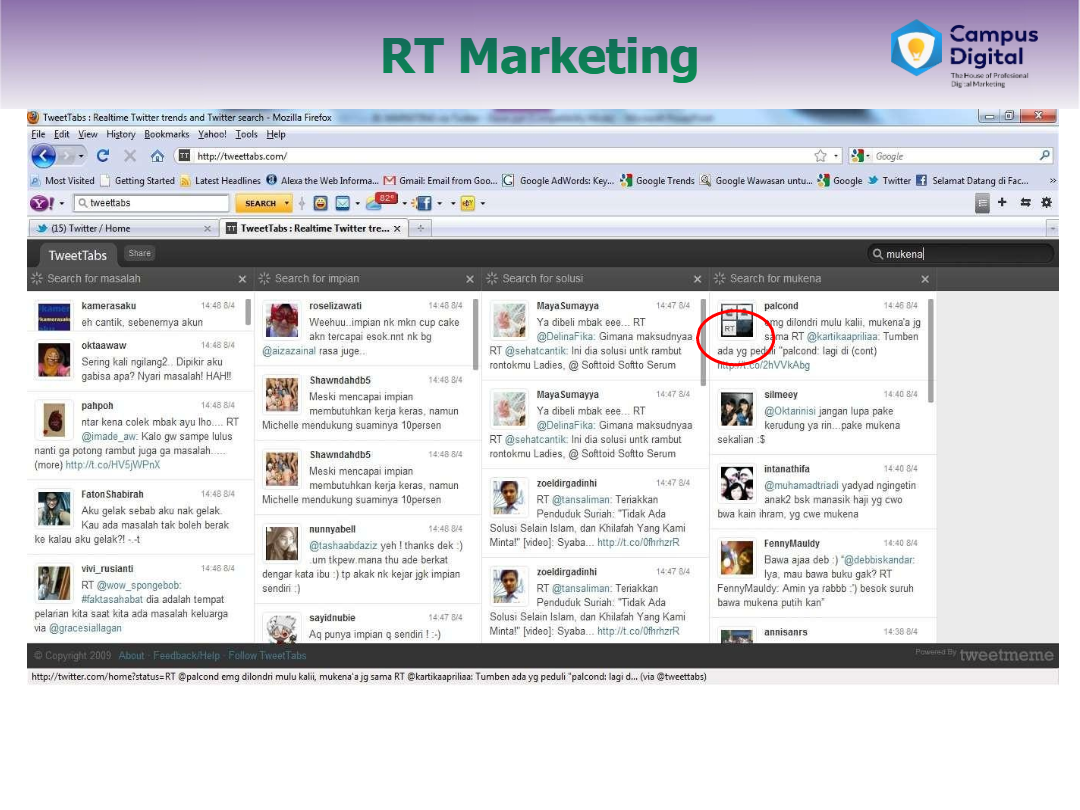 RT Marketing
Campus
Digital
The House of Profesional
Digital Marketing
TweetTabs : Realtime Twitter trends and Twitter search - Mozilla Firefox
File Edit View History Bookmarks Yahoo! Tools Help
http://tweettabs.com/
Google
Most Visited Getting Started Latest Headlines Alexa the Web Informa... Gmail: Email from Goo... Google AdWords: Key... Google Trends Google Wawasan untu... Google Twitter Selamat Datang di Fac... »
Y! tweettabs SEARCH 82°
(15) Twitter / Home
TweetTabs : Realtime Twitter tre...
TweetTabs Share mukena
Search for masalah
kamerasaku 14:48 8/4
eh cantik, sebenernya akun
oktaawaw 14:48 8/4
Sering kali ngilang2.. Dipikir aku
gabisa apa? Nyari masalah! HAH!!
pahpoh 14:48 8/4
ntar kena colek mbak ayu lho.... RT
@imade_aw: Kalo gw sampe lulus
nanti ga potong rambut juga ga masalah......
(more) http://t.co/HV5jWPnX
FatonShabirah 14:48 8/4
Aku gelak sebab aku nak gelak.
Kau ada masalah tak boleh berak
ke kalau aku gelak?! -.-t
vivi_rusianti 14:48 8/4
RT @wow_spongebob:
#faktasahabat dia adalah tempat
pelarian kita saat kita ada masalah keluarga
via @gracesiallagan
Search for impian
roselizawati 14:48 8/4
Weehuu..impian nk mkn cup cake
akn tercapai esok.nnt nk bg
@aizazainal rasa juge..
Shawndahdb5 14:48 8/4
Meski mencapai impian
membutuhkan kerja keras, namun
Michelle mendukung suaminya 10persen
Shawndahdb5 14:48 8/4
Meski mencapai impian
membutuhkan kerja keras, namun
Michelle mendukung suaminya 10persen
nunnyabell 14:48 8/4
@tashaabdaziz yeh ! thanks dek :)
.um tkpew.mana thu ade berkat
dengar kata ibu :) tp akak nk kejar jgk impian
sendiri :)
sayidnubie 14:47 8/4
Aq punya impian q sendiri ! :-)
Search for solusi
MayaSumayya 14:47 8/4
Ya dibeli mbak eee... RT
@DelinaFika: Gimana maksudnyaa
RT @sehatcantik: Ini dia solusi untk rambut
rontokmu Ladies, @ Softtoid Softto Serum
MayaSumayya 14:47 8/4
Ya dibeli mbak eee... RT
@DelinaFika: Gimana maksudnyaa
RT @sehatcantik: Ini dia solusi untk rambut
rontokmu Ladies, @ Softtoid Softto Serum
zoeldirgadinhi 14:47 8/4
RT @tansaliman: Teriakkan
Penduduk Suriah: "Tidak Ada
Solusi Selain Islam, dan Khilafah Yang Kami
Minta!" [video]: Syaba... http://t.co/0fhrhzrR
zoeldirgadinhi 14:47 8/4
RT @tansaliman: Teriakkan
Penduduk Suriah: "Tidak Ada
Solusi Selain Islam, dan Khilafah Yang Kami
Minta!" [video]: Syaba... http://t.co/0fhrhzrR
Search for mukena
palcond 14:46 8/4
RT
emg dilondri mulu kalii, mukena'a jg
sama RT @kartikaapriliaa: Tumben
ada yg peduli "palcond: lagi di (cont)
http://t.co/2hVVkAbg
silmeey 14:40 8/4
@Oktarinisi jangan lupa pake
kerudung ya rin...pake mukena
sekalian :$
intanathifa 14:40 8/4
@muhamadtriadi yadyad ngingetin
anak2 bsk manasik haji yg cwo
bwa kain ihram, yg cwe mukena
FennyMauldy 14:40 8/4
Bawa ajaa deb :) "@debbiskandar:
Iya, mau bawa buku gak? RT
FennyMauldy: Amin ya rabbb :') besok suruh
bawa mukena putih kan"
annisanrs 14:38 8/4
© Copyright 2009 About · Feedback/Help · Follow TweetTabs
Powered By tweetmeme
http://twitter.com/home?status=RT @palcond emg dilondri mulu kalii, mukena'a jg sama RT @kartikaapriliaa: Tumben ada yg peduli "palcond: lagi d... (via @tweettabs)